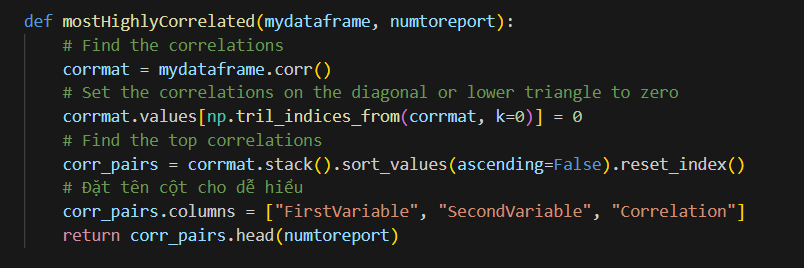 def mostHighlyCorrelated(mydataframe, numtoreport):
    # Find the correlations
    corrmat = mydataframe.corr()
    # Set the correlations on the diagonal or lower triangle to zero
    corrmat.values[np.tril_indices_from(corrmat, k=0)] = 0
    # Find the top correlations
    corr_pairs = corrmat.stack().sort_values(ascending=False).reset_index()
    # Đặt tên cột cho dễ hiểu
    corr_pairs.columns = ["FirstVariable", "SecondVariable", "Correlation"]
    return corr_pairs.head(numtoreport)